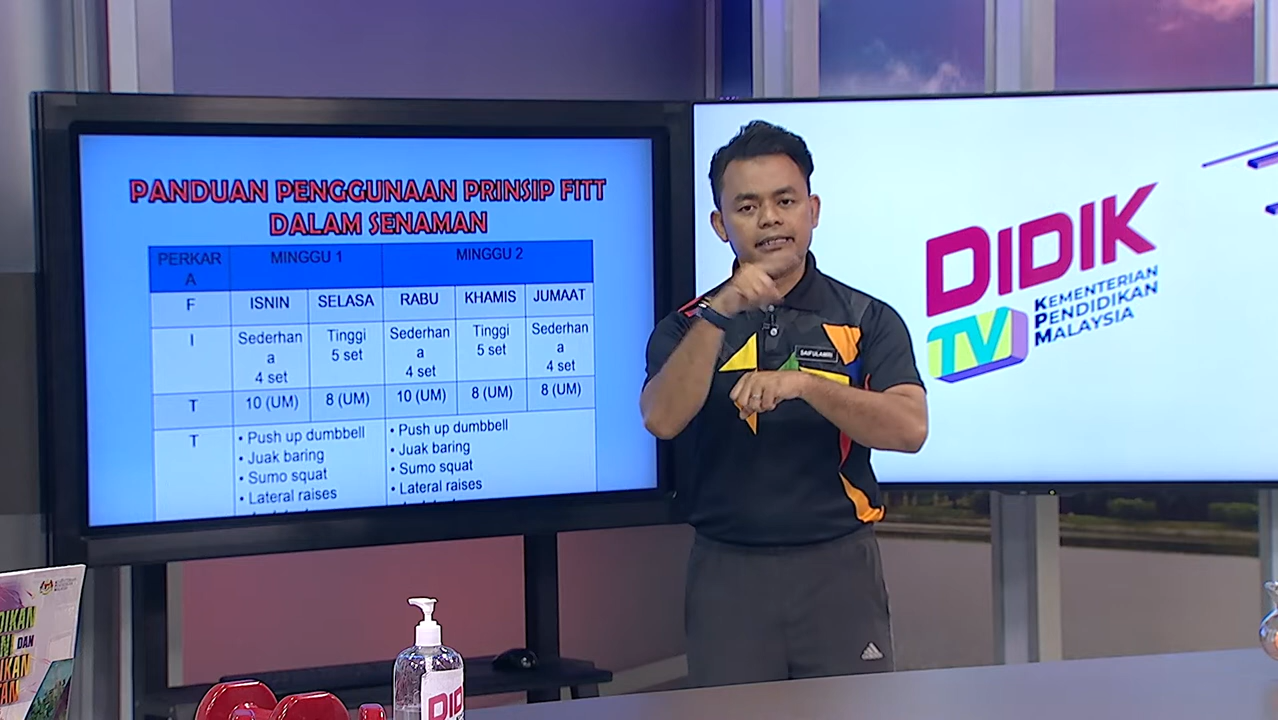 PANDUAN PENGGUNAAN PRINSIP FITT
DALAM SENAMAN
PERKAR
A
MINGGU 1
MINGGU 2
F
ISNIN
SELASA
RABU
KHAMIS
JUMAAT
I
Sederhan
a
4 set
Tinggi
5 set
Sederhan
a
4 set
Tinggi
5 set
Sederhan
a
4 set
T
10 (UM)
8 (UM)
10 (UM)
8 (UM)
8 (UM)
T
• Push up dumbbell
• Juak baring
• Sumo squat
• Lateral raises
• Push up dumbbell
• Juak baring
• Sumo squat
• Lateral raises
SAIFULAMRI
DIDIK
TV
KEMENTERIAN
PENDIDIKAN
MALAYSIA
DAN
adidas